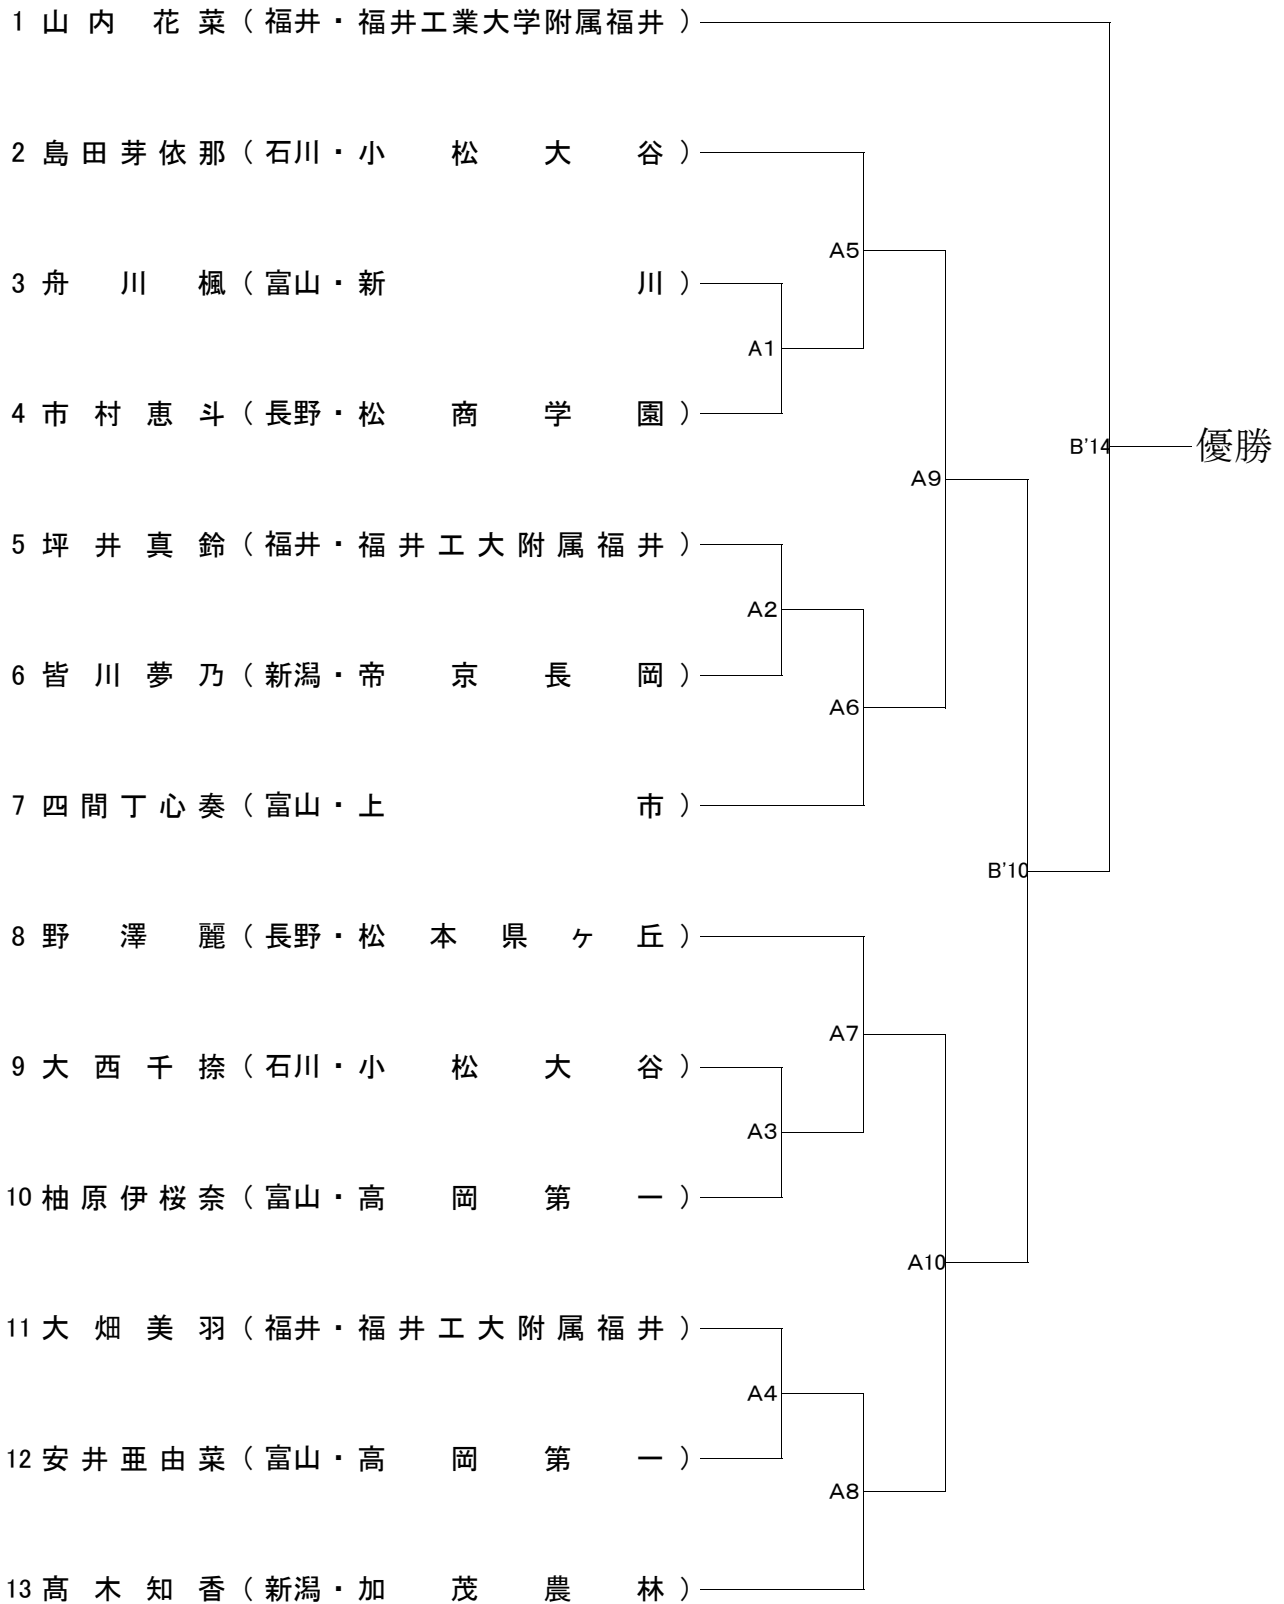 1 山内 花菜（福井・福井工業大学附属福井）
2 島田芽依那（石川・小松大谷）
A5
3 舟川 楓（富山・新川）
A1
4 市村恵斗（長野・松商学園）
B'14 優勝
A9
5 坪井真鈴（福井・福井工大附属福井）
A2
6 皆川夢乃（新潟・帝京長岡）
A6
7 四間丁心奏（富山・上市）
B'10
8 野澤 麗（長野・松本県ヶ丘）
A7
9 大西千捺（石川・小松大谷）
A3
10 柚原伊桜奈（富山・高岡第一）
A10
11 大畑美羽（福井・福井工大附属福井）
A4
12 安井亜由菜（富山・高岡第一）
A8
13 髙木知香（新潟・加茂農林）